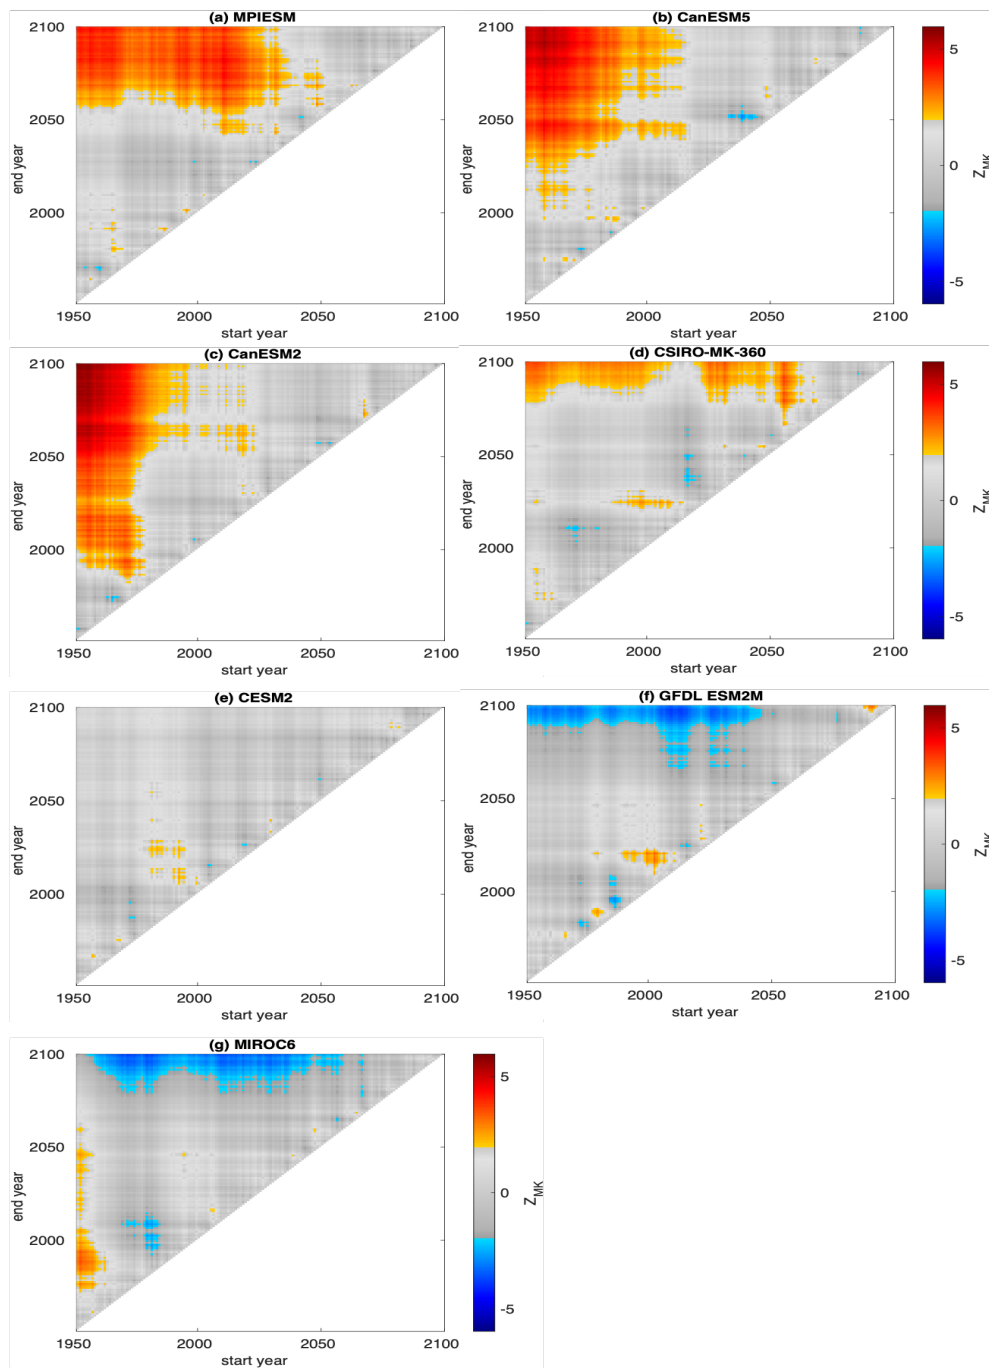 (a) MPIESM
2100
2050
2000
end year
1950 2000 2050 2100
start year
(b) CanESM5
2100
2050
2000
end year
1950 2000 2050 2100
start year
5
0
-5
Z_MK
(c) CanESM2
2100
2050
2000
end year
1950 2000 2050 2100
start year
(d) CSIRO-MK-360
2100
2050
2000
end year
1950 2000 2050 2100
start year
5
0
-5
Z_MK
(e) CESM2
2100
2050
2000
end year
1950 2000 2050 2100
start year
(f) GFDL ESM2M
2100
2050
2000
end year
1950 2000 2050 2100
start year
5
0
-5
Z_MK
(g) MIROC6
2100
2050
2000
end year
1950 2000 2050 2100
start year
5
0
-5
Z_MK